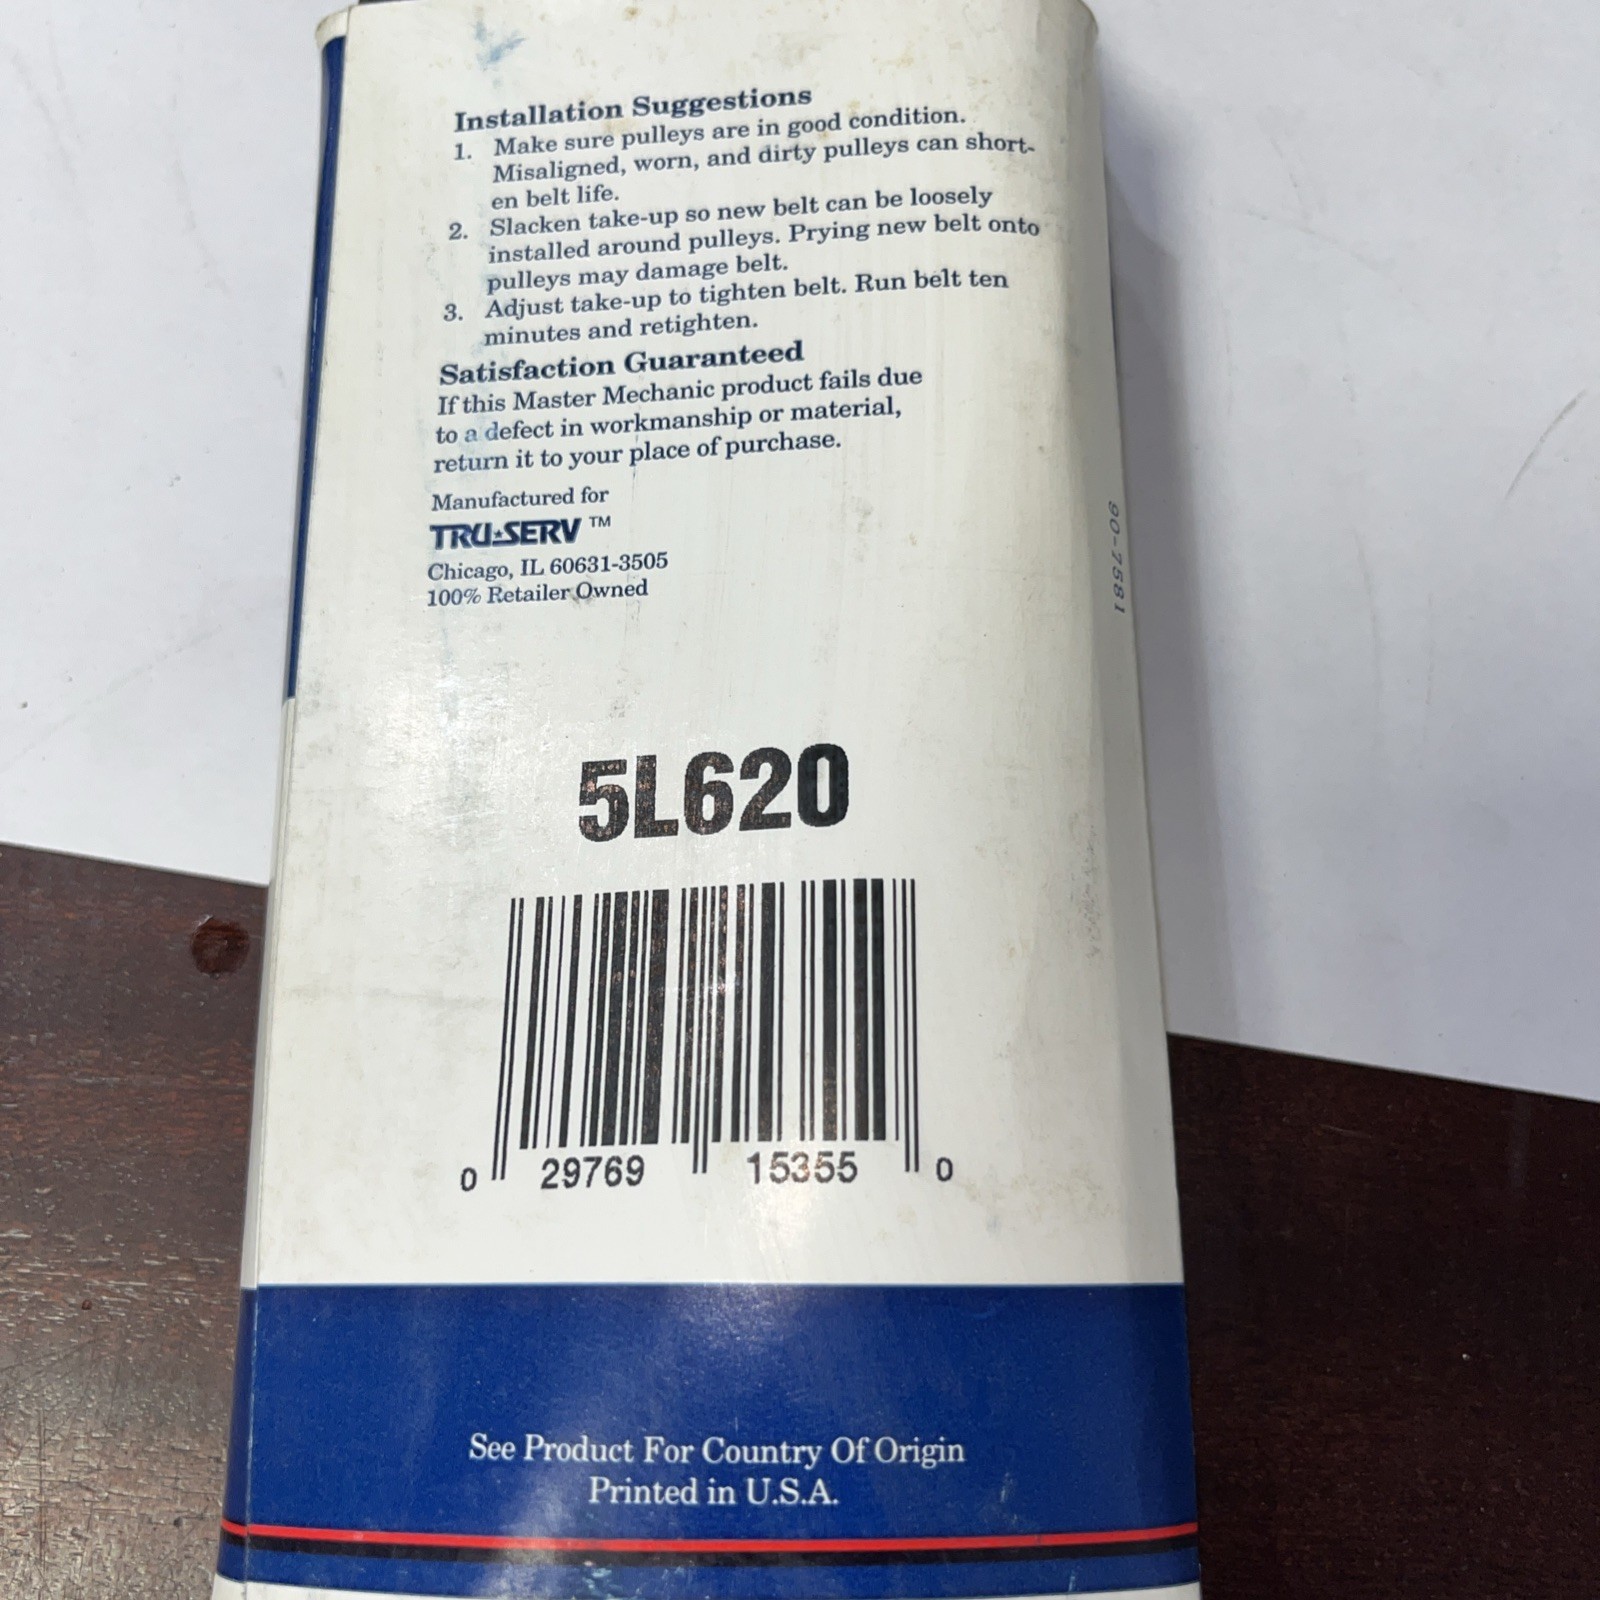 Installation Suggestions
1. Make sure pulleys are in good condition.
Misaligned, worn, and dirty pulleys can short-
en belt life.
2. Slacken take-up so new belt can be loosely
installed around pulleys. Prying new belt onto
pulleys may damage belt.
3. Adjust take-up to tighten belt. Run belt ten
minutes and retighten.
Satisfaction Guaranteed
If this Master Mechanic product fails due
to a defect in workmanship or material,
return it to your place of purchase.
Manufactured for
TRU★SERV ™
Chicago, IL 60631-3505
100% Retailer Owned
90-7581
5L620
0 29769 15355 0
See Product For Country Of Origin
Printed in U.S.A.